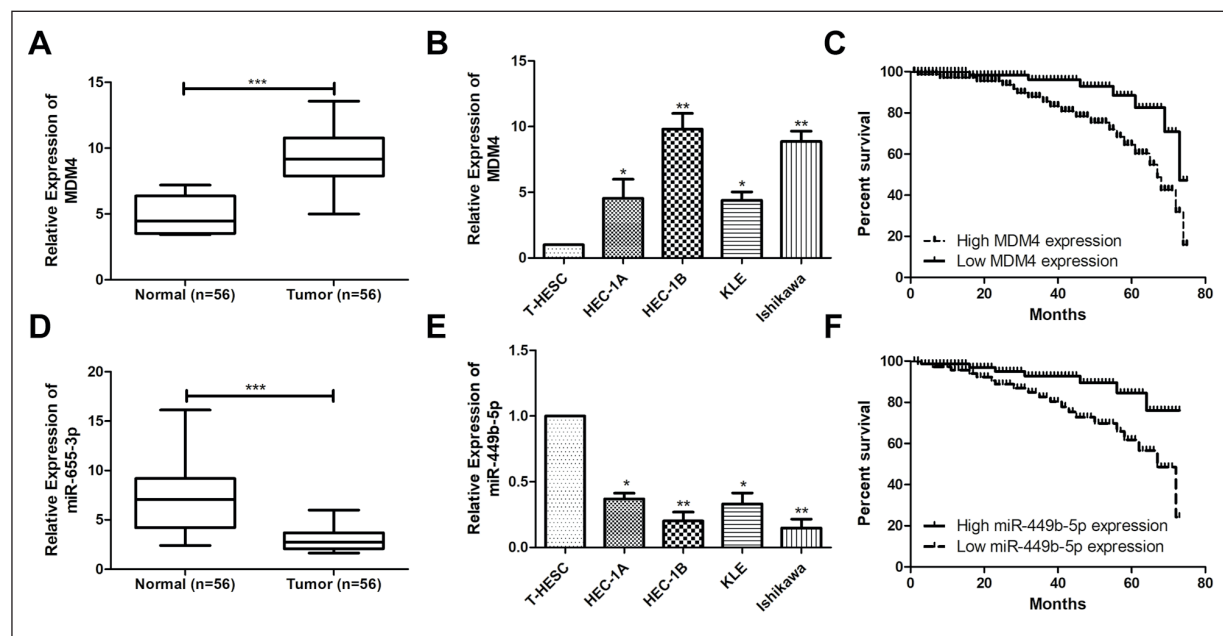 A
Relative Expression of
MDM4
15
10
5
0
***
Normal (n=56)
Tumor (n=56)
B
Relative Expression of
MDM4
15
10
5
0
*
**
*
**
T-HESC
HEC-1A
HEC-1B
KLE
Ishikawa
C
Percent survival
100
80
60
40
20
0
High MDM4 expression
Low MDM4 expression
0
20
40
60
80
Months
D
Relative Expression of
miR-655-3p
20
15
10
5
0
***
Normal (n=56)
Tumor (n=56)
E
Relative Expression of
miR-449b-5p
1.5
1.0
0.5
0.0
*
**
*
**
T-HESC
HEC-1A
HEC-1B
KLE
Ishikawa
F
Percent survival
100
80
60
40
20
0
High miR-449b-5p expression
Low miR-449b-5p expression
0
20
40
60
80
Months